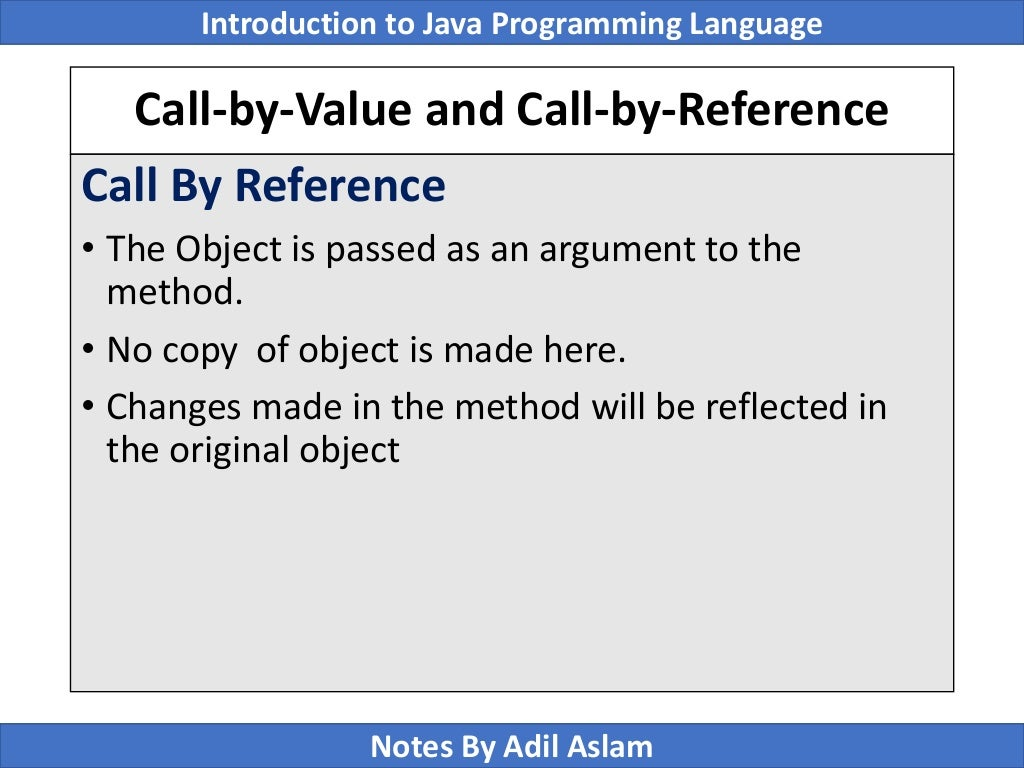 Introduction to Java Programming Language
Call-by-Value and Call-by-Reference
Call By Reference
• The Object is passed as an argument to the
method.
• No copy  of object is made here.
• Changes made in the method will be reflected in
the original object
Notes By Adil Aslam